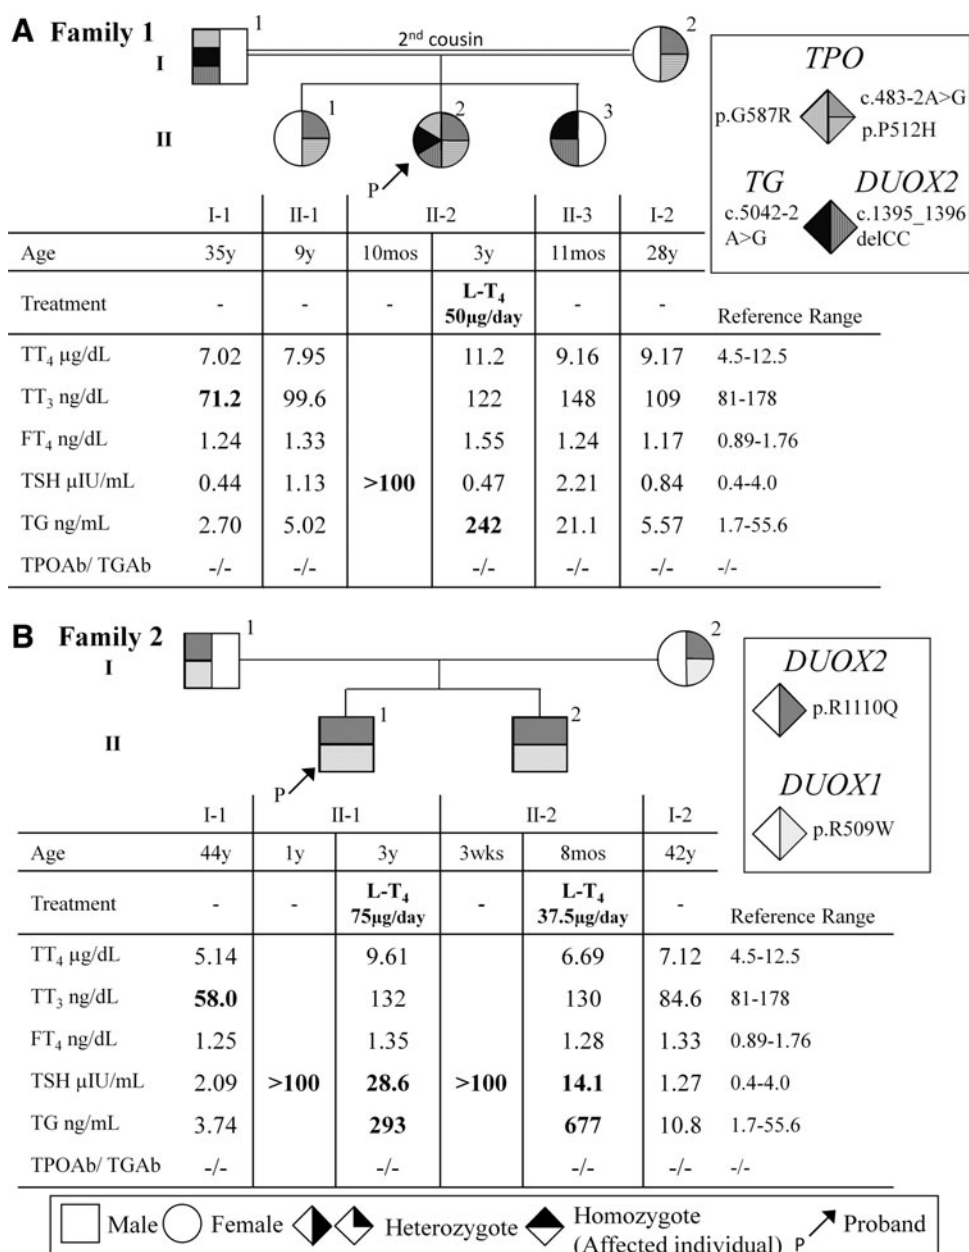 A Family 1
1
2nd cousin
2
I
1
2
3
II
P
TPO
p.G587R
c.483-2A>G
p.P512H
TG DUOX2
c.5042-2
A>G
c.1395_1396
delCC
I-1 II-1 II-2 II-3 I-2
Age 35y 9y 10mos 3y 11mos 28y
Treatment - - - L-T4 50µg/day - - Reference Range
TT4 µg/dL 7.02 7.95 11.2 9.16 9.17 4.5-12.5
TT3 ng/dL 71.2 99.6 122 148 109 81-178
FT4 ng/dL 1.24 1.33 1.55 1.24 1.17 0.89-1.76
TSH µIU/mL 0.44 1.13 >100 0.47 2.21 0.84 0.4-4.0
TG ng/mL 2.70 5.02 242 21.1 5.57 1.7-55.6
TPOAb/ TGAb -/- -/- -/- -/- -/- -/-
B Family 2
1
2
I
1
2
II
P
DUOX2
p.R1110Q
DUOX1
p.R509W
I-1 II-1 II-2 I-2
Age 44y 1y 3y 3wks 8mos 42y
Treatment - - L-T4 75µg/day - L-T4 37.5µg/day - Reference Range
TT4 µg/dL 5.14 9.61 6.69 7.12 4.5-12.5
TT3 ng/dL 58.0 132 130 84.6 81-178
FT4 ng/dL 1.25 1.35 1.28 1.33 0.89-1.76
TSH µIU/mL 2.09 >100 28.6 >100 14.1 1.27 0.4-4.0
TG ng/mL 3.74 293 677 10.8 1.7-55.6
TPOAb/ TGAb -/- -/- -/- -/- -/-
Male Female Heterozygote Homozygote (Affected individual) P Proband